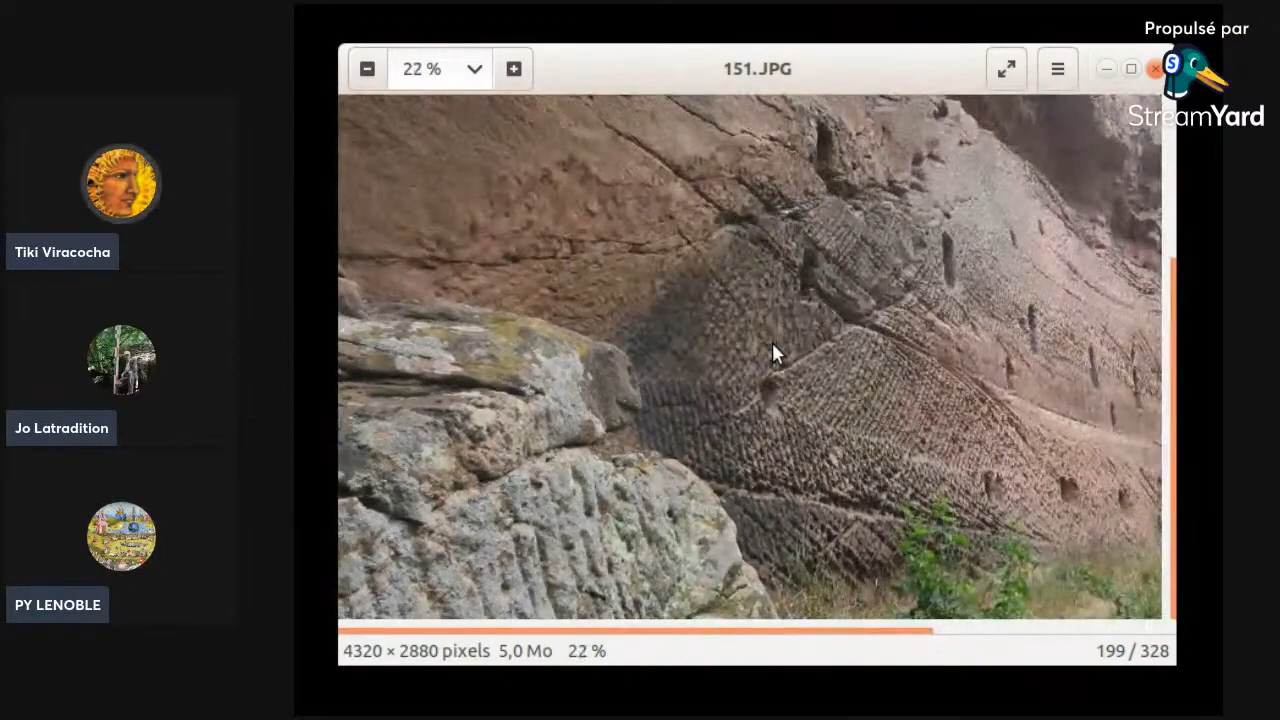 Propulsé par
StreamYard
22 %
151.JPG
Tiki Viracocha
Jo Latradition
PY LENOBLE
4320 × 2880 pixels 5,0 Mo 22 %
199 / 328